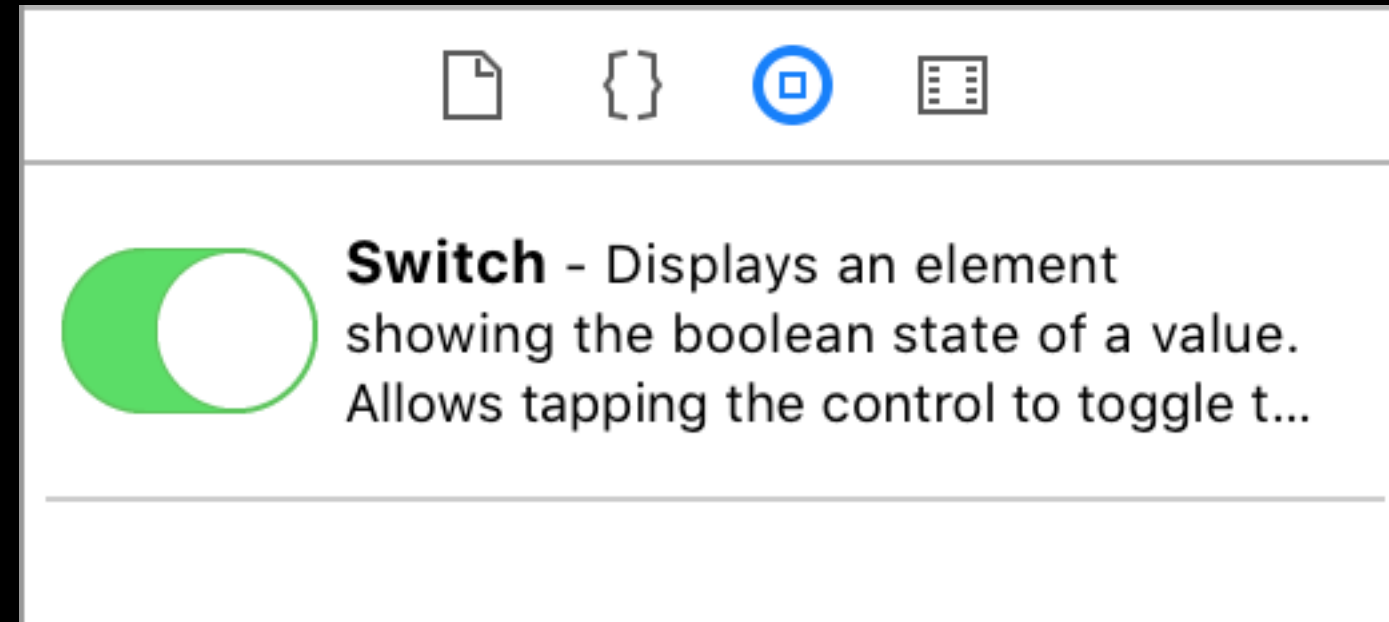 Switch - Displays an element
showing the boolean state of a value.
Allows tapping the control to toggle t...